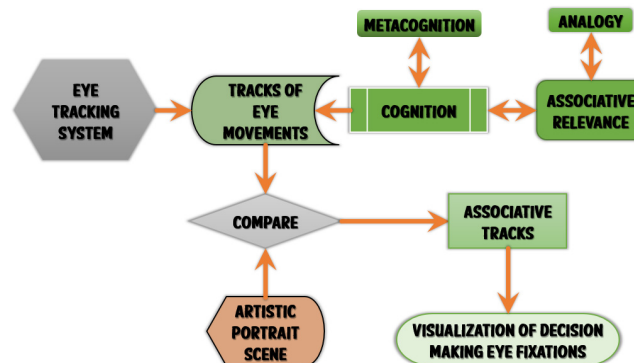 METACOGNITION
ANALOGY
EYE
TRACKING
SYSTEM
TRACKS OF
EYE
MOVEMENTS
COGNITION
ASSOCIATIVE
RELEVANCE
COMPARE
ASSOCIATIVE
TRACKS
ARTISTIC
PORTRAIT
SCENE
VISUALIZATION OF DECISION
MAKING EYE FIXATIONS